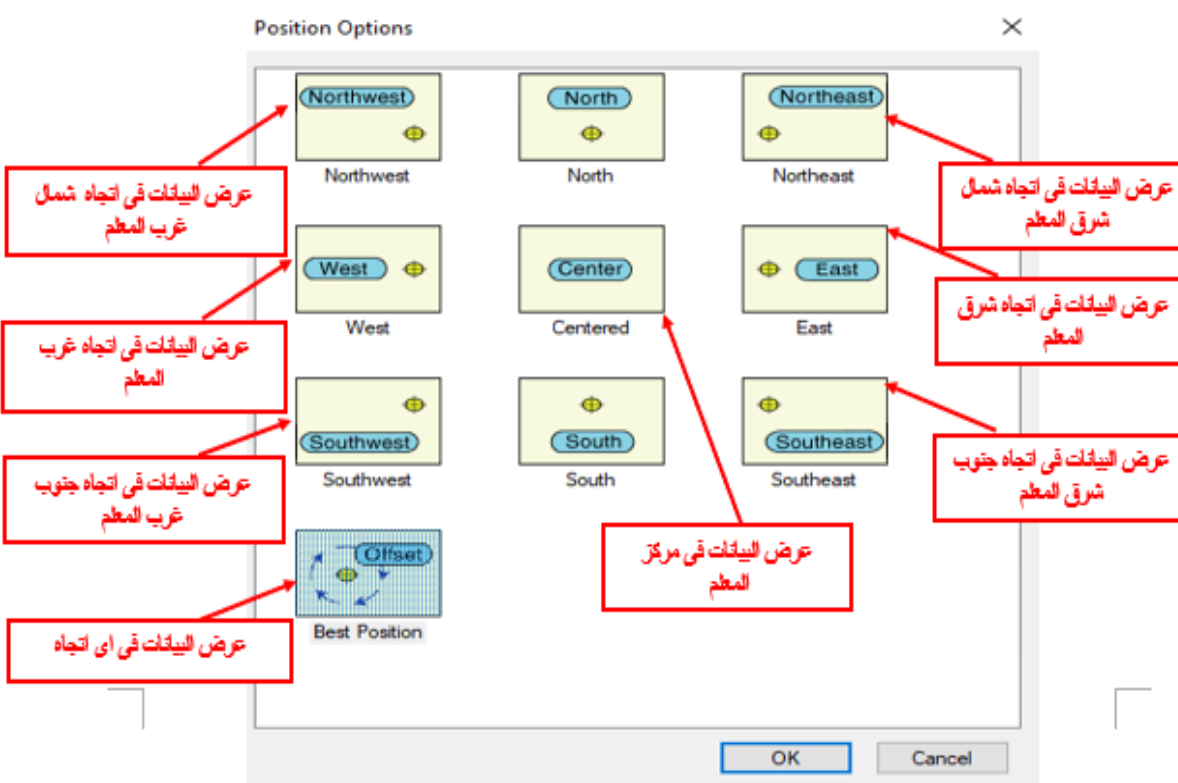 Position Options
Northwest
North
Northeast
Northwest
North
Northeast
عرض البيانات فى اتجاه شمال
غرب المعلم
عرض البيانات فى اتجاه شمال
شرق المعلم
West
Center
East
West
Centered
East
عرض البيانات فى اتجاه غرب
المعلم
عرض البيانات فى اتجاه شرق
المعلم
Southwest
South
Southeast
Southwest
South
Southeast
عرض البيانات فى اتجاه جنوب
غرب المعلم
عرض البيانات فى اتجاه جنوب
شرق المعلم
عرض البيانات فى مركز
المعلم
Offset
Best Position
عرض البيانات فى اى اتجاه
OK
Cancel